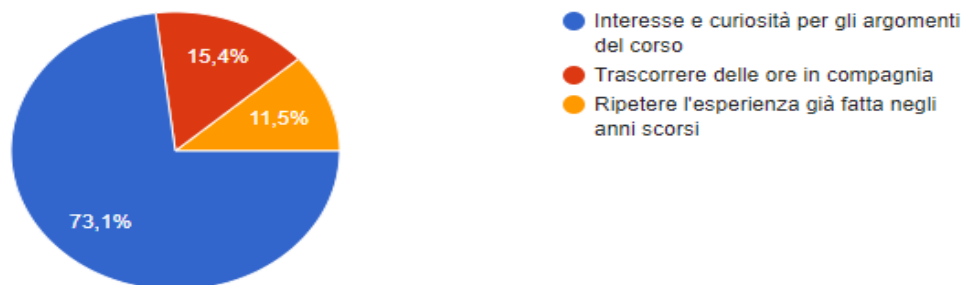 15,4%
11,5%
73,1%
Interesse e curiosità per gli argomenti
del corso
Trascorrere delle ore in compagnia
Ripetere l'esperienza già fatta negli
anni scorsi